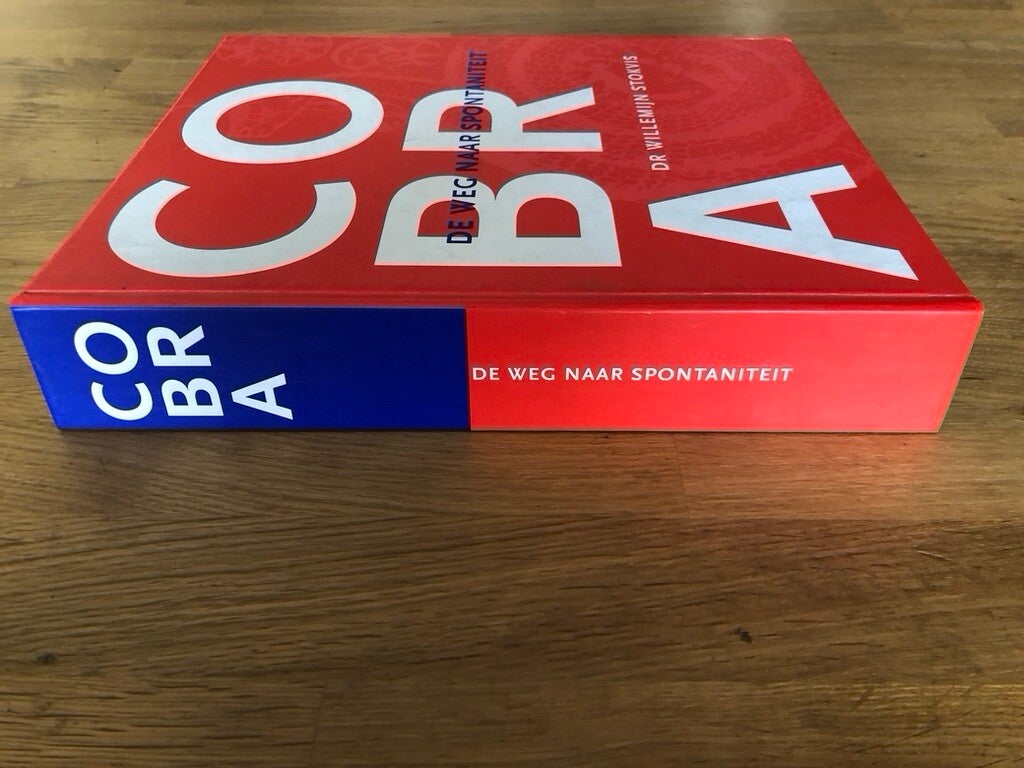 CO
BR
A
DE WEG NAAR SPONTANITEIT
DR WILLEMIJN STOKVIS
CO
BR
A
DE WEG NAAR SPONTANITEIT